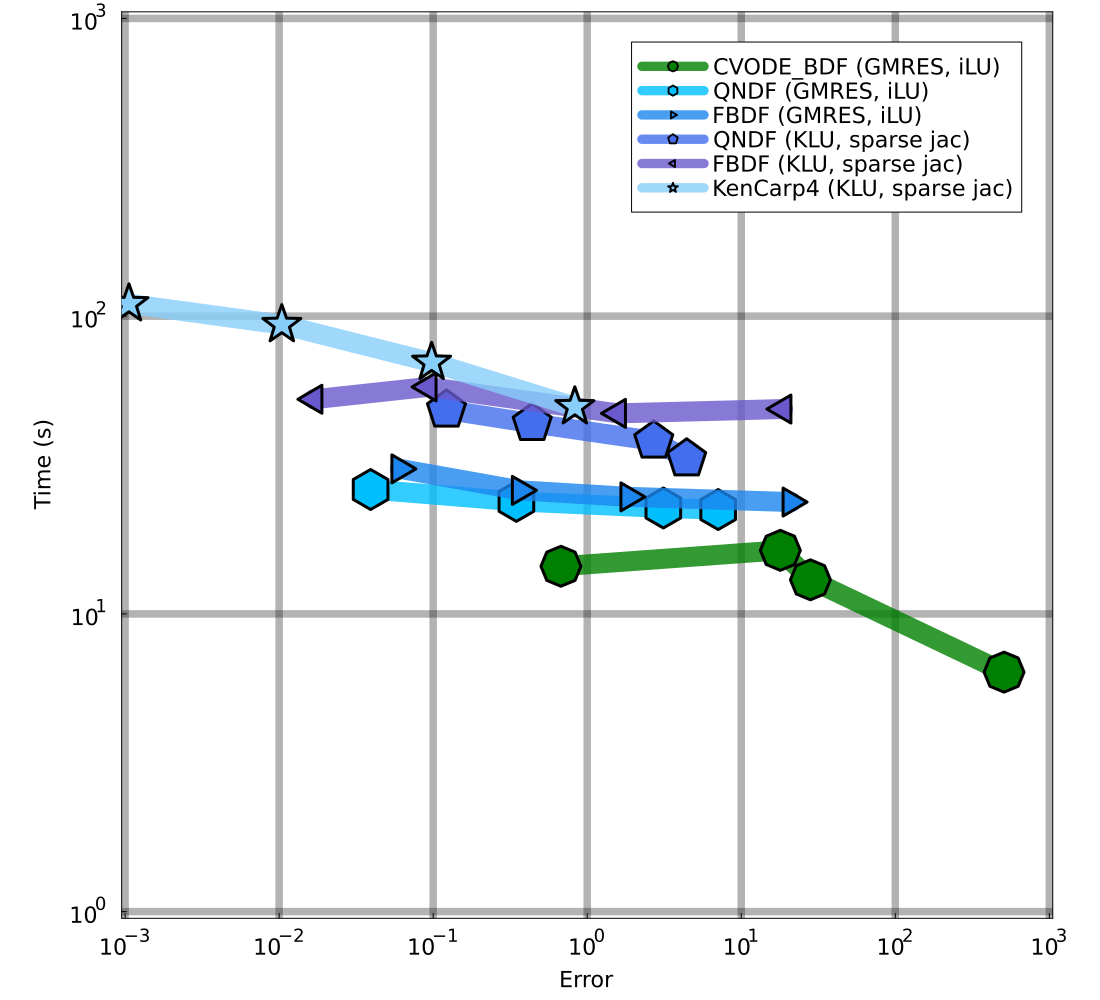 10³
CVODE_BDF (GMRES, iLU)
QNDF (GMRES, iLU)
FBDF (GMRES, iLU)
QNDF (KLU, sparse jac)
FBDF (KLU, sparse jac)
KenCarp4 (KLU, sparse jac)
10²
Time (s)
10¹
10⁰
10⁻³ 10⁻² 10⁻¹ 10⁰ 10¹ 10² 10³
Error